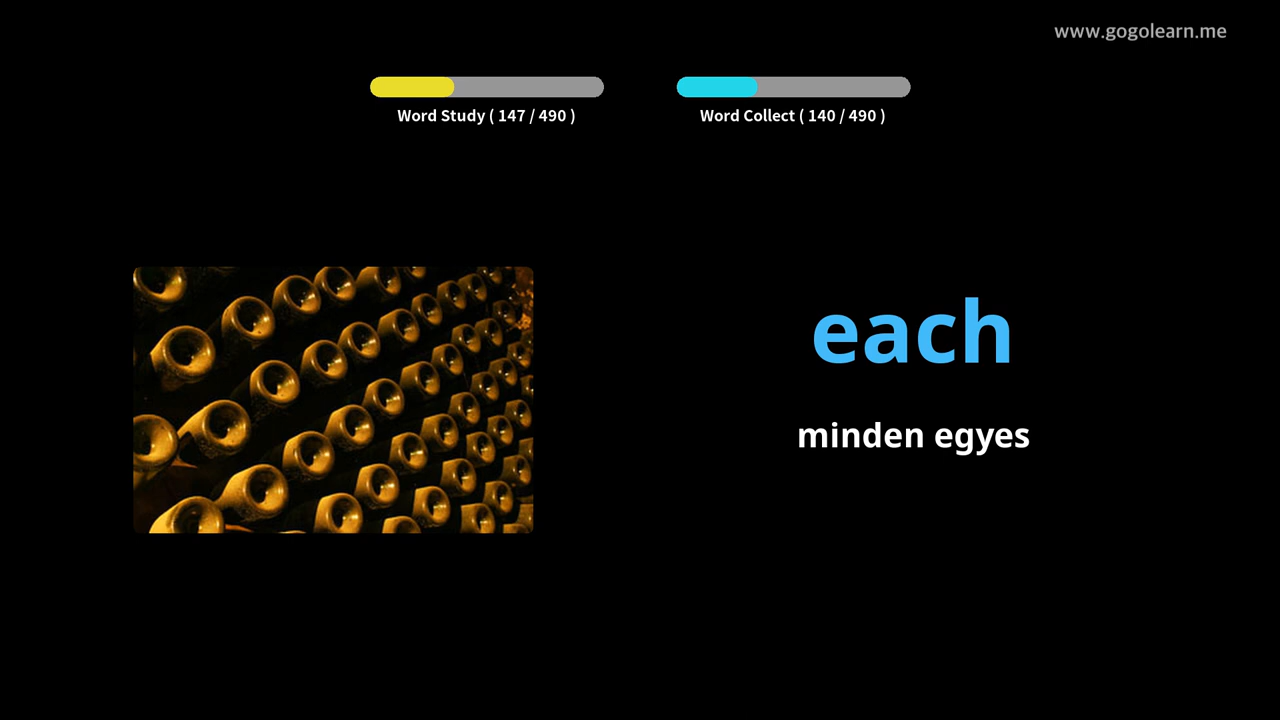 www.gogolearn.me
Word Study ( 147 / 490 )
Word Collect ( 140 / 490 )
each
minden egyes